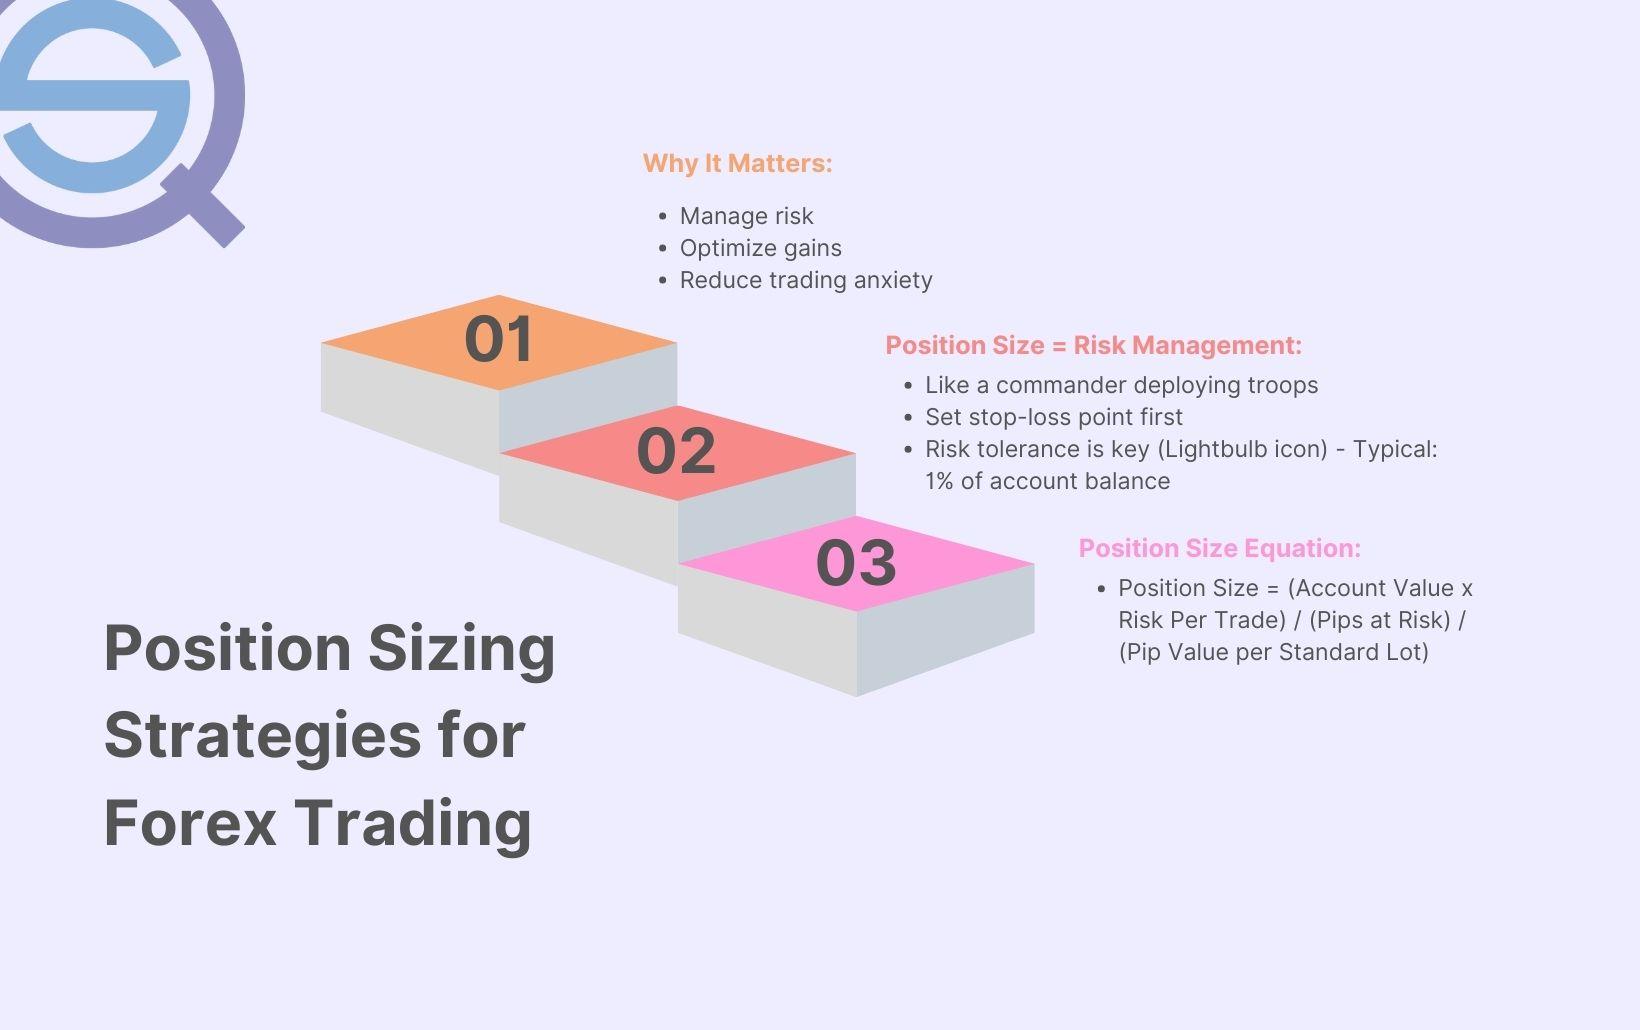 Why It Matters:
• Manage risk
• Optimize gains
• Reduce trading anxiety
01
Position Size = Risk Management:
• Like a commander deploying troops
• Set stop-loss point first
• Risk tolerance is key (Lightbulb icon) - Typical:
1% of account balance
02
Position Size Equation:
• Position Size = (Account Value x
Risk Per Trade) / (Pips at Risk) /
(Pip Value per Standard Lot)
03
Position Sizing
Strategies for
Forex Trading